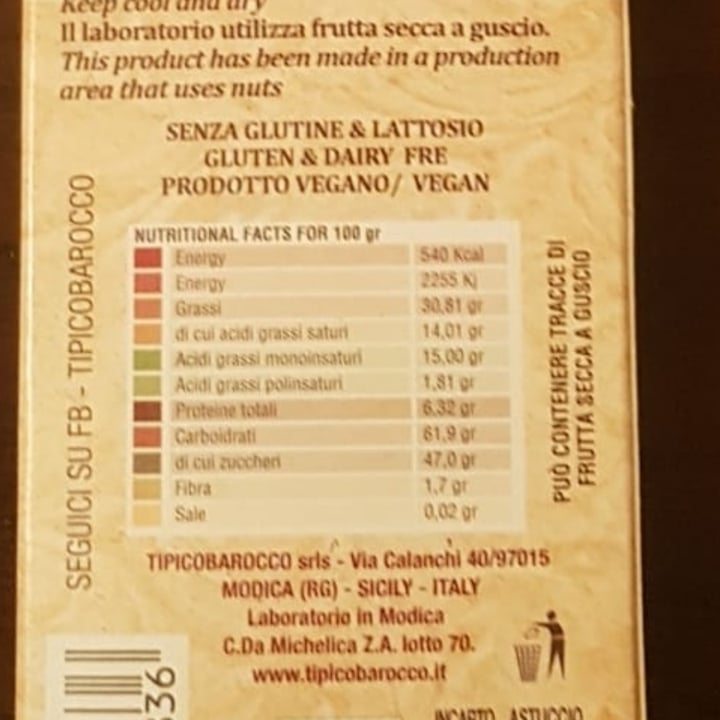 Keep cool and dry
Il laboratorio utilizza frutta secca a guscio.
This product has been made in a production
area that uses nuts
SENZA GLUTINE & LATTOSIO
GLUTEN & DAIRY FRE
PRODOTTO VEGANO/ VEGAN
SEGUICI SU FB - TIPICOBAROCCO
NUTRITIONAL FACTS FOR 100 gr
Energy 540 Kcal
Energy 2255 Kj
Grassi 30,81 gr
di cui acidi grassi saturi 14,01 gr
Acidi grassi monoinsaturi 15,00 gr
Acidi grassi polinsaturi 1,81 gr
Proteine totali 6,32 gr
Carboidrati 61,9 gr
di cui zuccheri 47,0 gr
Fibra 1,7 gr
Sale 0,02 gr
PUÒ CONTENERE TRACCE DI
FRUTTA SECCA A GUSCIO
TIPICOBAROCCO srls - Via Calanchi 40/97015
MODICA (RG) - SICILY - ITALY
Laboratorio in Modica
C.Da Michelica Z.A. lotto 70.
www.tipicobarocco.it
INCARTO ASTUCCIO